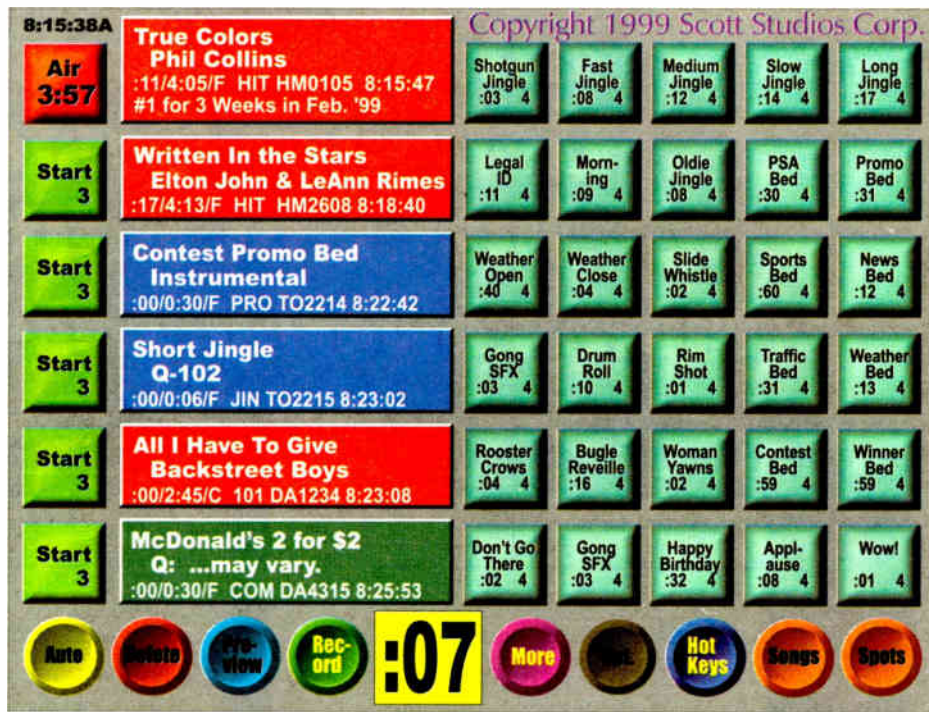 8:15:38A
Copyright 1999 Scott Studios Corp.
Air
3:57
True Colors
Phil Collins
:11/4:05/F HIT HM0105 8:15:47
#1 for 3 Weeks in Feb. '99
Shotgun
Jingle
:03 4
Fast
Jingle
:08 4
Medium
Jingle
:12 4
Slow
Jingle
:14 4
Long
Jingle
:17 4
Start
3
Written In the Stars
Elton John & LeAnn Rimes
:17/4:13/F HIT HM2608 8:18:40
Legal
ID
:11 4
Morn-
ing
:09 4
Oldie
Jingle
:08 4
PSA
Bed
:30 4
Promo
Bed
:31 4
Start
3
Contest Promo Bed
Instrumental
:00/0:30/F PRO TO2214 8:22:42
Weather
Open
:40 4
Weather
Close
:04 4
Slide
Whistle
:02 4
Sports
Bed
:60 4
News
Bed
:12 4
Start
3
Short Jingle
Q-102
:00/0:06/F JIN TO2215 8:23:02
Gong
SFX
:03 4
Drum
Roll
:10 4
Rim
Shot
:01 4
Traffic
Bed
:31 4
Weather
Bed
:13 4
Start
3
All I Have To Give
Backstreet Boys
:00/2:45/C 101 DA1234 8:23:08
Rooster
Crows
:04 4
Bugle
Reveille
:16 4
Woman
Yawns
:02 4
Contest
Bed
:59 4
Winner
Bed
:59 4
Start
3
McDonald's 2 for $2
Q: ...may vary.
:00/0:30/F COM DA4315 8:25:53
Don't Go
There
:02 4
Gong
SFX
:03 4
Happy
Birthday
:32 4
Appl-
ause
:08 4
Wow!
:01 4
Auto
Delete
Pre-
view
Rec-
ord
:07
More
Hot
Keys
Songs
Spots